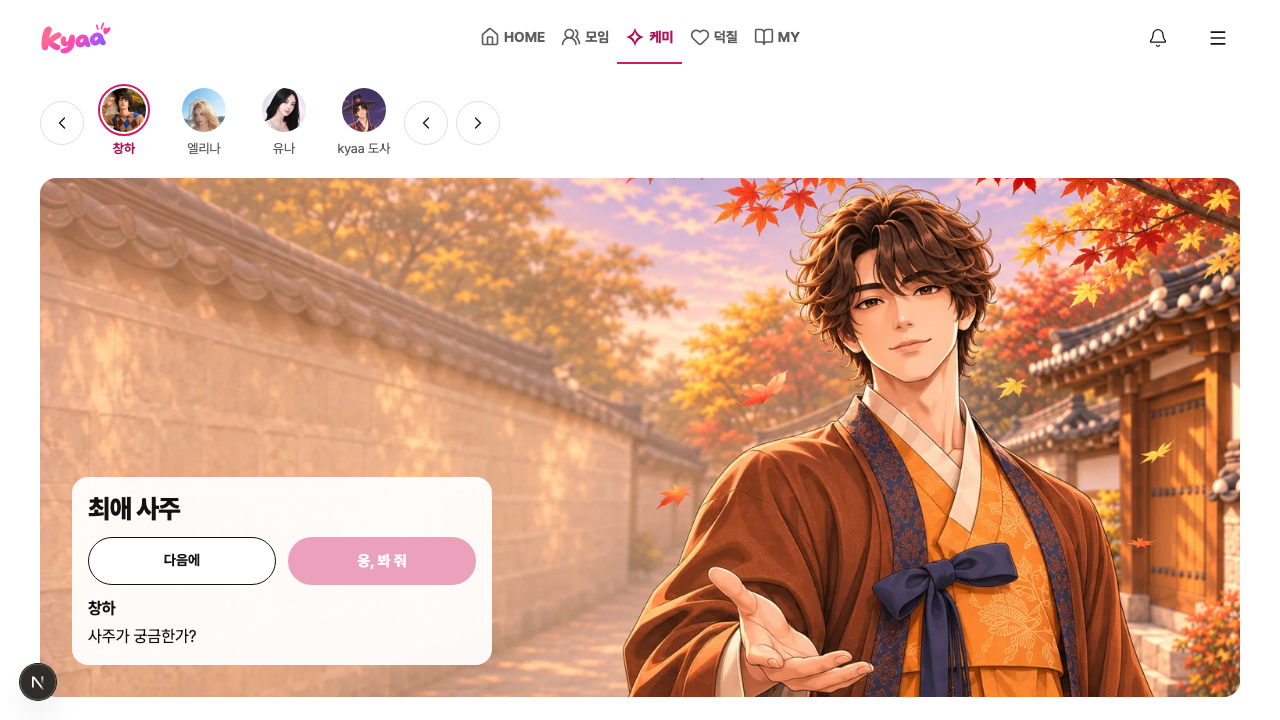 kyaa
HOME
모임
케미
덕질
MY
창하
엘리나
유나
kyaa 도사
최애 사주
다음에
응, 봐 줘
창하
사주가 궁금한가?
N